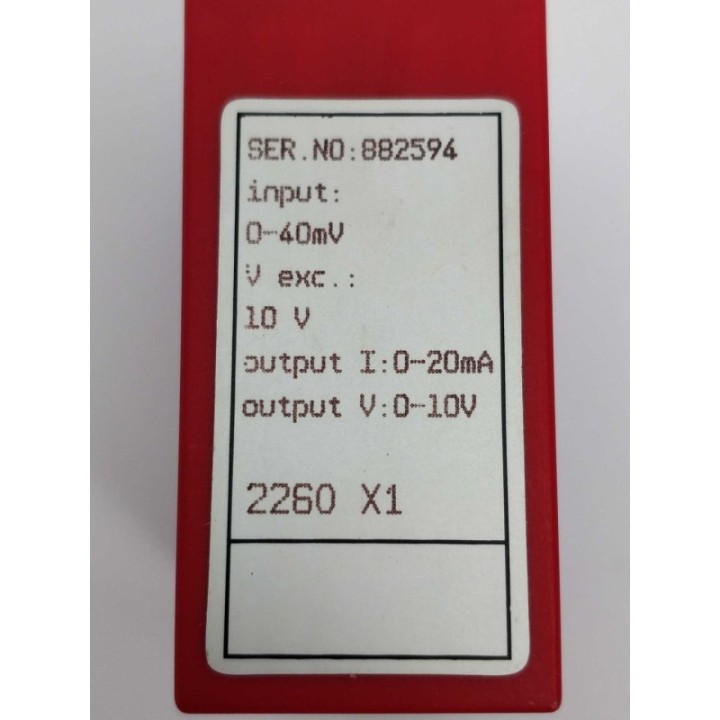 SER.NO:882594
input:
0-40mV
V exc.:
10 V
output I:0-20mA
output V:0-10V
2260 X1